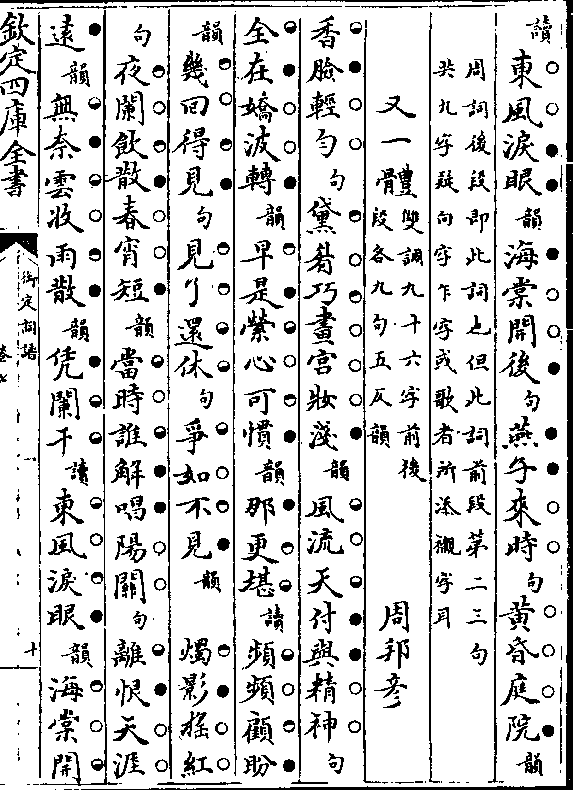 讀東風淚眼韻海棠開後句燕子來時句黃昏庭院韻
周詞後段即此詞也但此詞前段第二三句
共九字疑向字乍字或歌者所添襯字耳
又一體雙調九十六字前後段各九句五仄韻 周邦彥
香臉輕勻句黛眉巧畫宮妝淺韻風流天付與精神句
全在嬌波轉韻早是縈心可慣韻那更堪讀頻頻顧盼
韻幾回得見句見了還休句爭如不見韻 燭影搖紅
句夜闌飲散春宵短韻當時誰解唱陽關句離恨天涯
遠韻無奈雲收雨散韻凭闌干讀東風淚眼韻海棠開
欽定四庫全書
御定詞譜